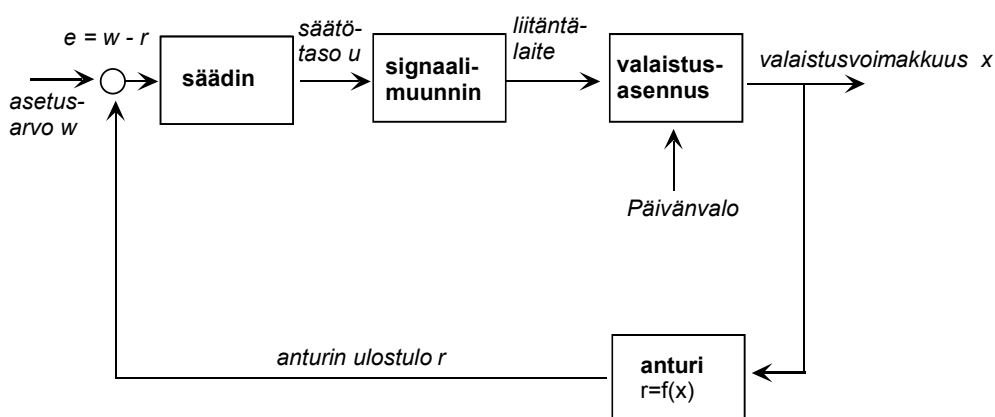 e = w - r
säätö-
taso u
liitäntä-
laite
säädin
signaali-
muunnin
valaistus-
asennus
valaistusvoimakkuus x
asetus-
arvo w
Päivänvalo
anturin ulostulo r
anturi
r=f(x)